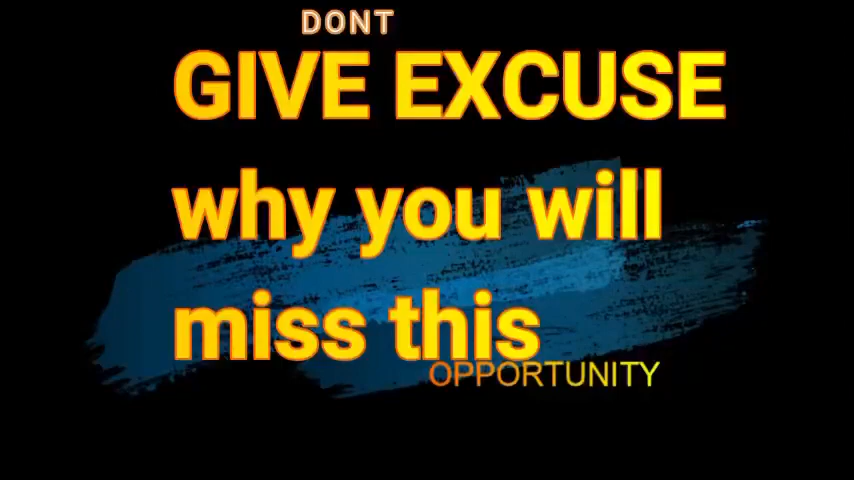 DONT
GIVE EXCUSE
why you will
miss this
OPPORTUNITY